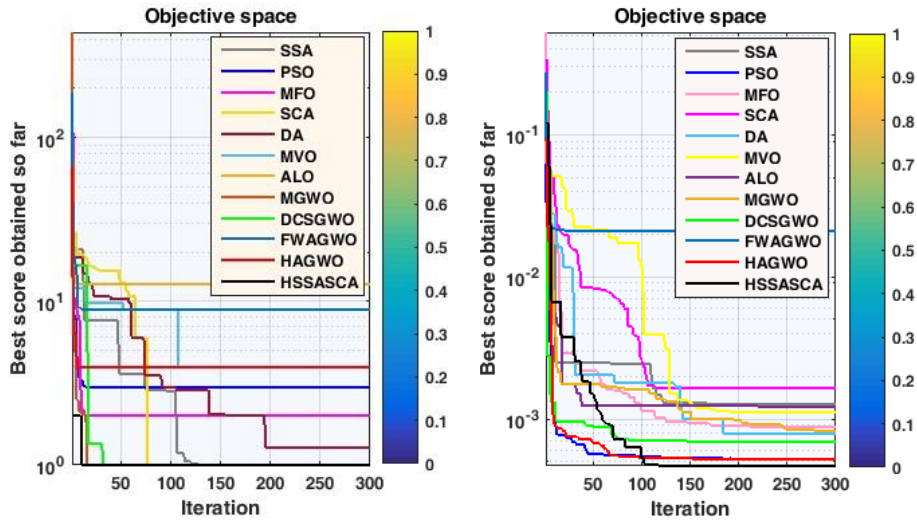 Objective space
Best score obtained so far
10^2
10^1
10^0
50
100
150
200
250
300
Iteration
SSA
PSO
MFO
SCA
DA
MVO
ALO
MGWO
DCSGWO
FWAGWO
HAGWO
HSSASCA
1
0.9
0.8
0.7
0.6
0.5
0.4
0.3
0.2
0.1
0
Objective space
Best score obtained so far
10^-1
10^-2
10^-3
50
100
150
200
250
300
Iteration
SSA
PSO
MFO
SCA
DA
MVO
ALO
MGWO
DCSGWO
FWAGWO
HAGWO
HSSASCA
1
0.9
0.8
0.7
0.6
0.5
0.4
0.3
0.2
0.1
0